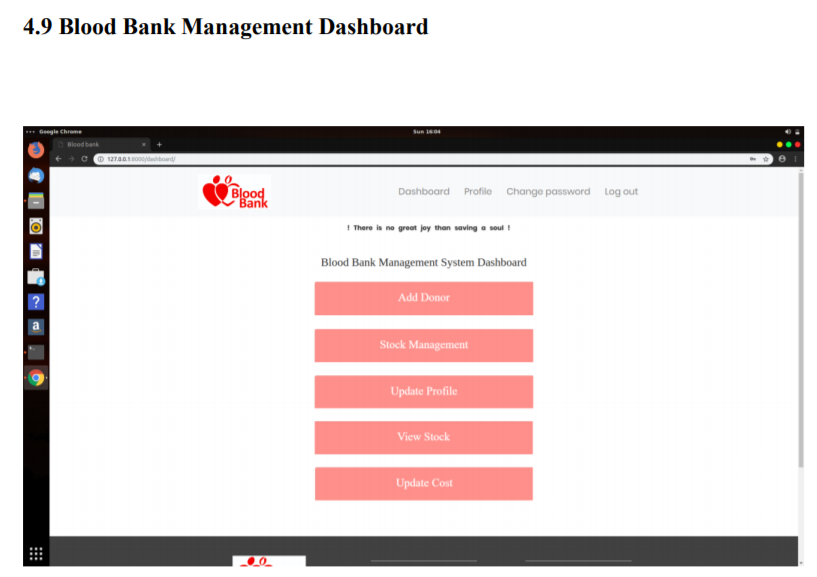 4.9 Blood Bank Management Dashboard
Google Chrome
Sun 16:04
Blood bank
127.0.0.1:8000/dashboard/
Blood
Bank
Dashboard Profile Change password Log out
! There is no great joy than saving a soul !
Blood Bank Management System Dashboard
Add Donor
Stock Management
Update Profile
View Stock
Update Cost